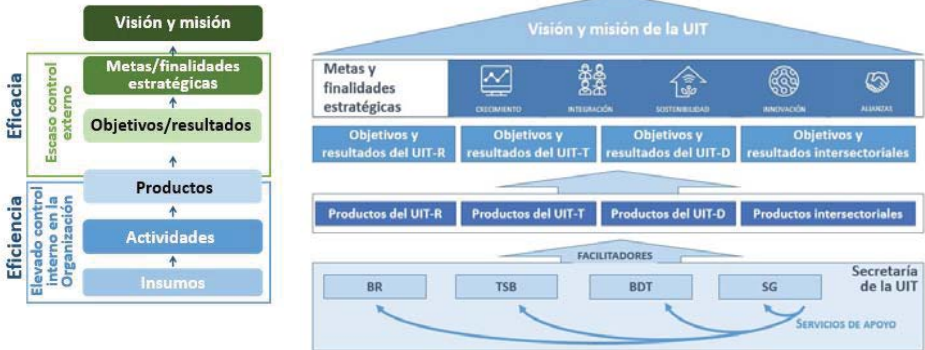 Visión y misión
Eficacia
Escaso control
externo
Metas/finalidades
estratégicas
Objetivos/resultados
Eficiencia
Elevado control
interno en la
Organización
Productos
Actividades
Insumos
Visión y misión de la UIT
Metas y
finalidades
estratégicas
CRECIMIENTO
INTEGRACIÓN
SOSTENIBILIDAD
INNOVACIÓN
ALIANZAS
Objetivos y
resultados del UIT-R
Objetivos y
resultados del UIT-T
Objetivos y
resultados del UIT-D
Objetivos y
resultados intersectoriales
Productos del UIT-R
Productos del UIT-T
Productos del UIT-D
Productos intersectoriales
FACILITADORES
Secretaría
de la UIT
BR
TSB
BDT
SG
SERVICIOS DE APOYO